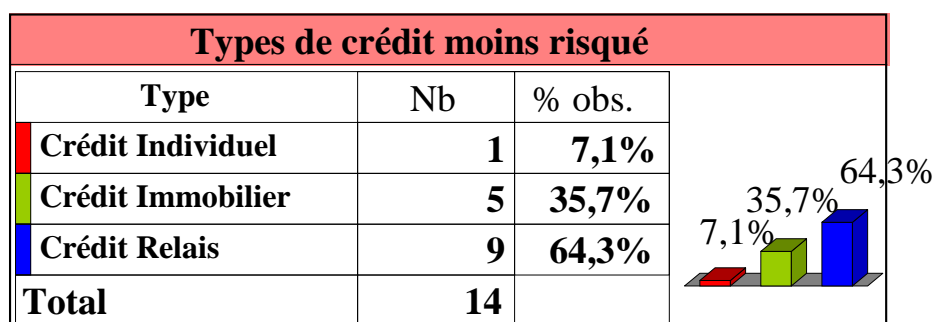 Types de crédit moins risqué
Type Nb % obs.
Crédit Individuel 1 7,1%
Crédit Immobilier 5 35,7%
Crédit Relais 9 64,3%
Total 14
7,1% 35,7% 64,3%